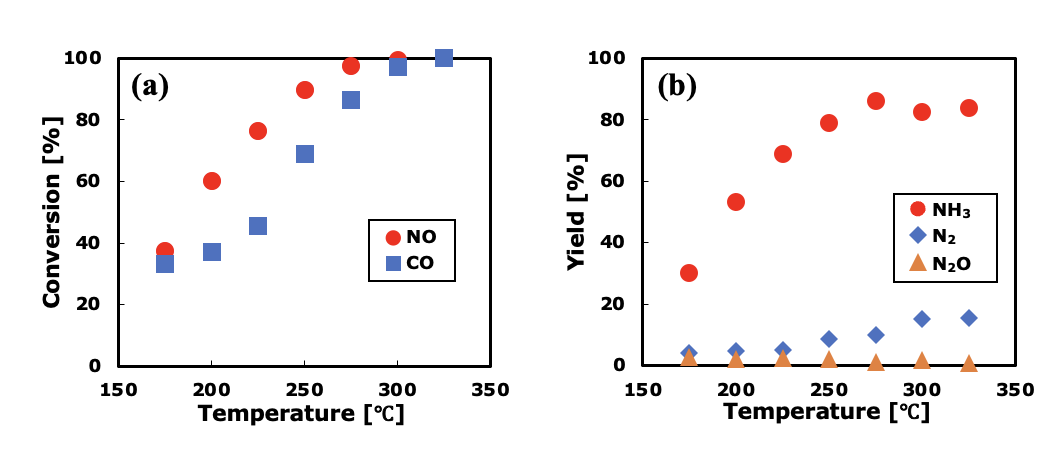 (a)
Conversion [%]
100
80
60
40
20
0
NO
CO
150 200 250 300 350
Temperature [℃]
(b)
Yield [%]
100
80
60
40
20
0
NH₃
N₂
N₂O
150 200 250 300 350
Temperature [℃]